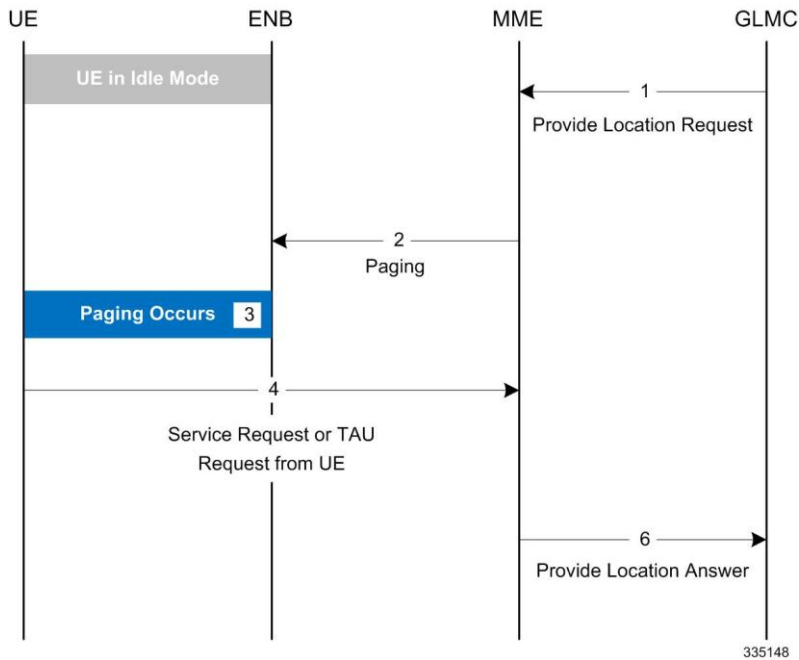 UE
ENB
MME
GLMC
UE in Idle Mode
1
Provide Location Request
2
Paging
Paging Occurs 3
4
Service Request or TAU
Request from UE
6
Provide Location Answer
335148